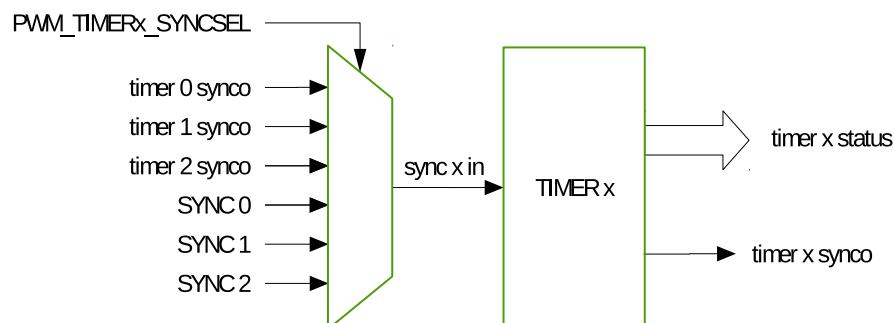 PWM_TIMERx_SYNCSEL
timer 0 synco
timer 1 synco
timer 2 synco
SYNC 0
SYNC 1
SYNC 2
sync x in
TIMER x
timer x status
timer x synco